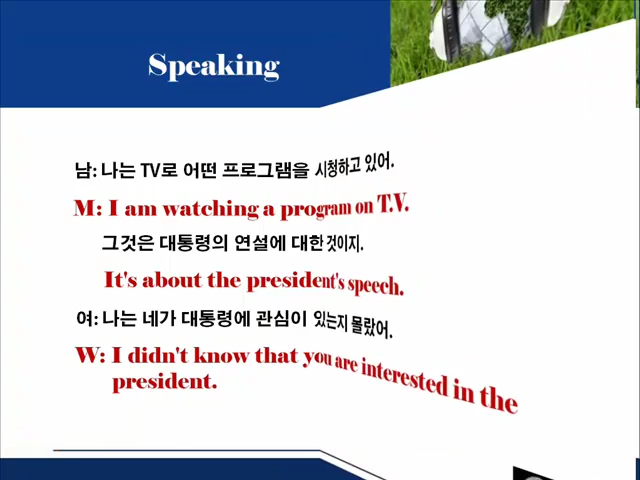 Speaking
남: 나는 TV로 어떤 프로그램을 시청하고 있어.
M: I am watching a program on T.V.
그것은 대통령의 연설에 대한 것이지.
It's about the president's speech.
여: 나는 네가 대통령에 관심이 있는지 몰랐어.
W: I didn't know that you are interested in the
president.